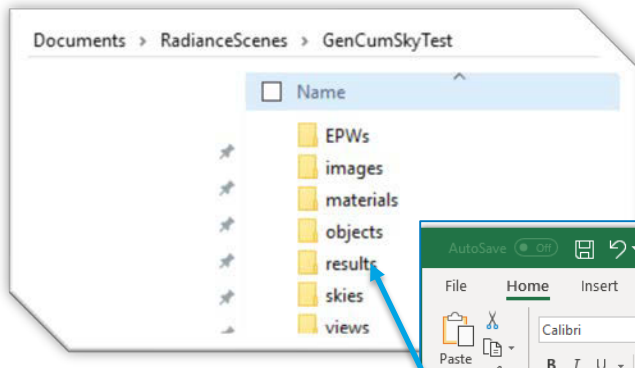 Documents > RadianceScenes > GenCumSkyTest
Name
EPWs
images
materials
objects
results
skies
views
AutoSave Off
File Home Insert
Calibri
Paste
B I U